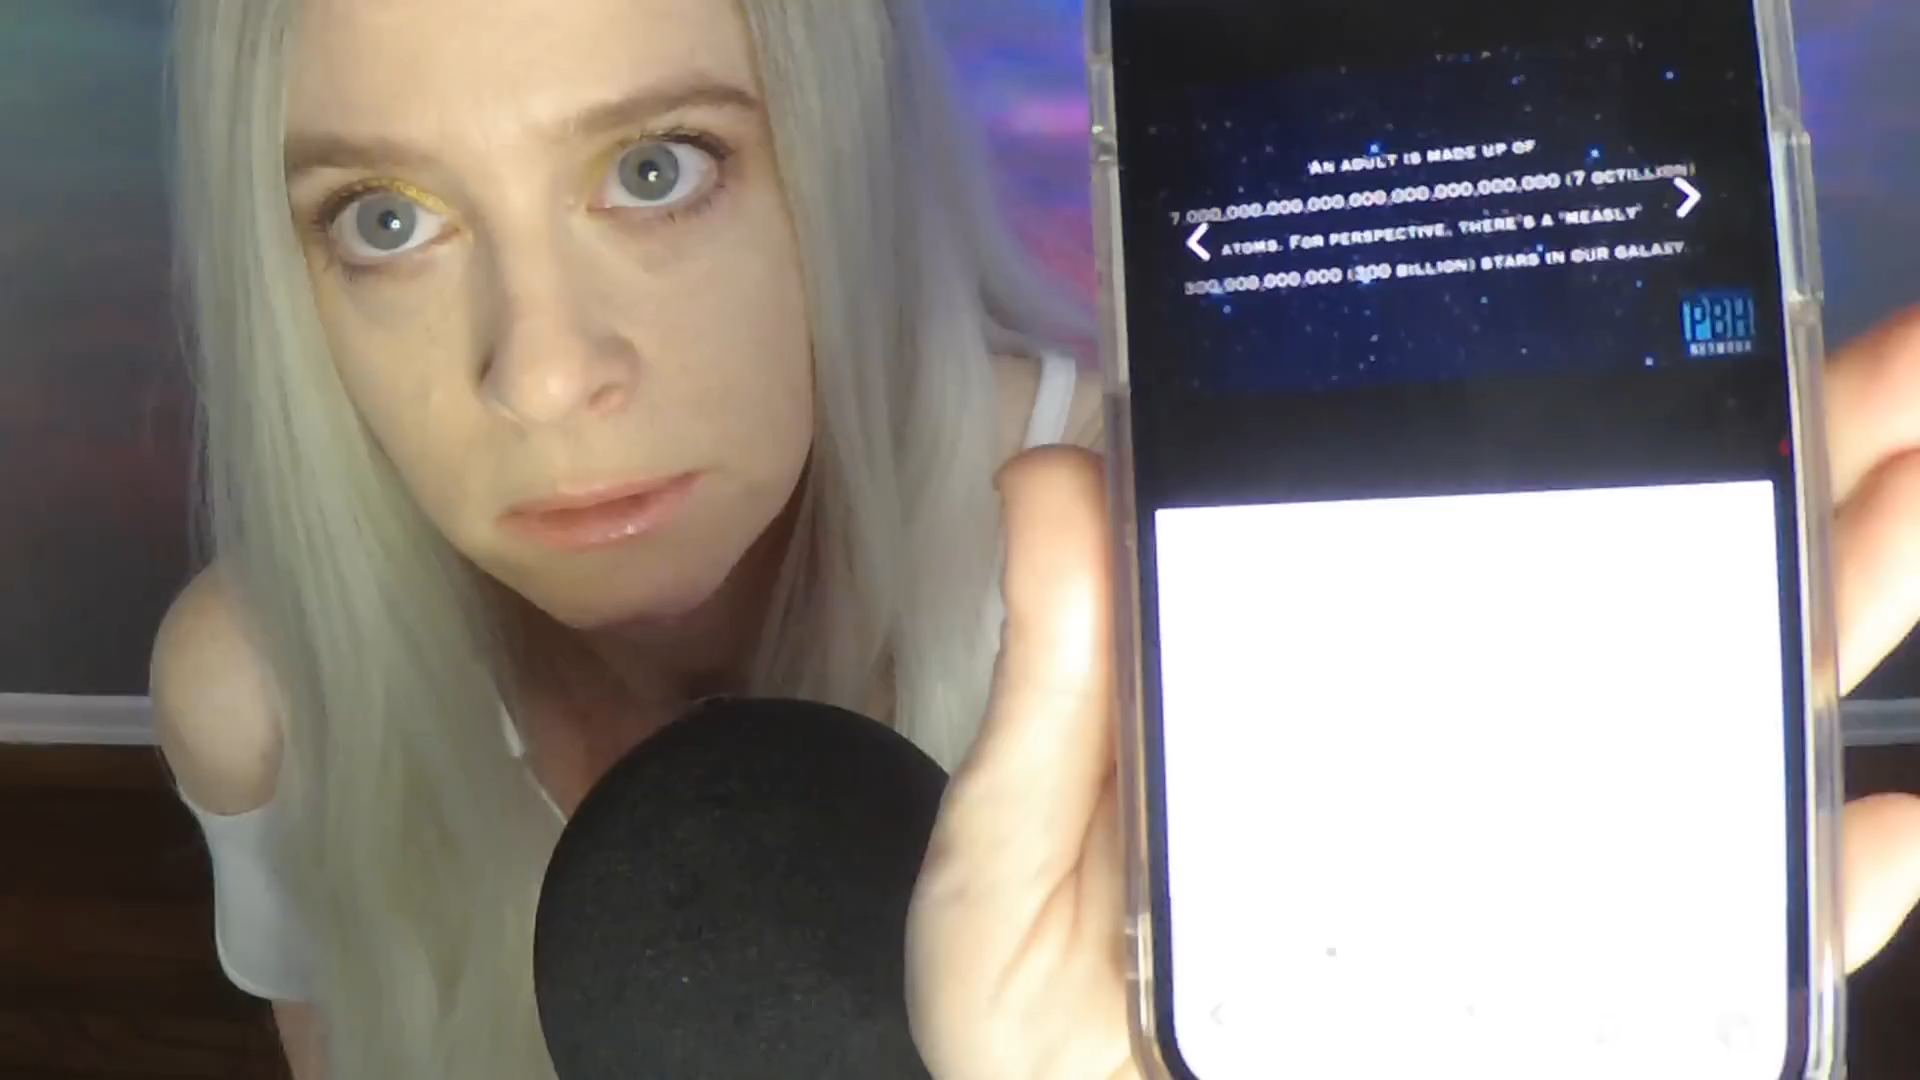 AN ADULT IS MADE UP OF
7,000,000,000,000,000,000,000,000,000 (7 OCTILLION)
ATOMS. FOR PERSPECTIVE, THERE'S A "MEASLY"
300,000,000,000 (300 BILLION) STARS IN OUR GALAXY.
PBH
NETWORK